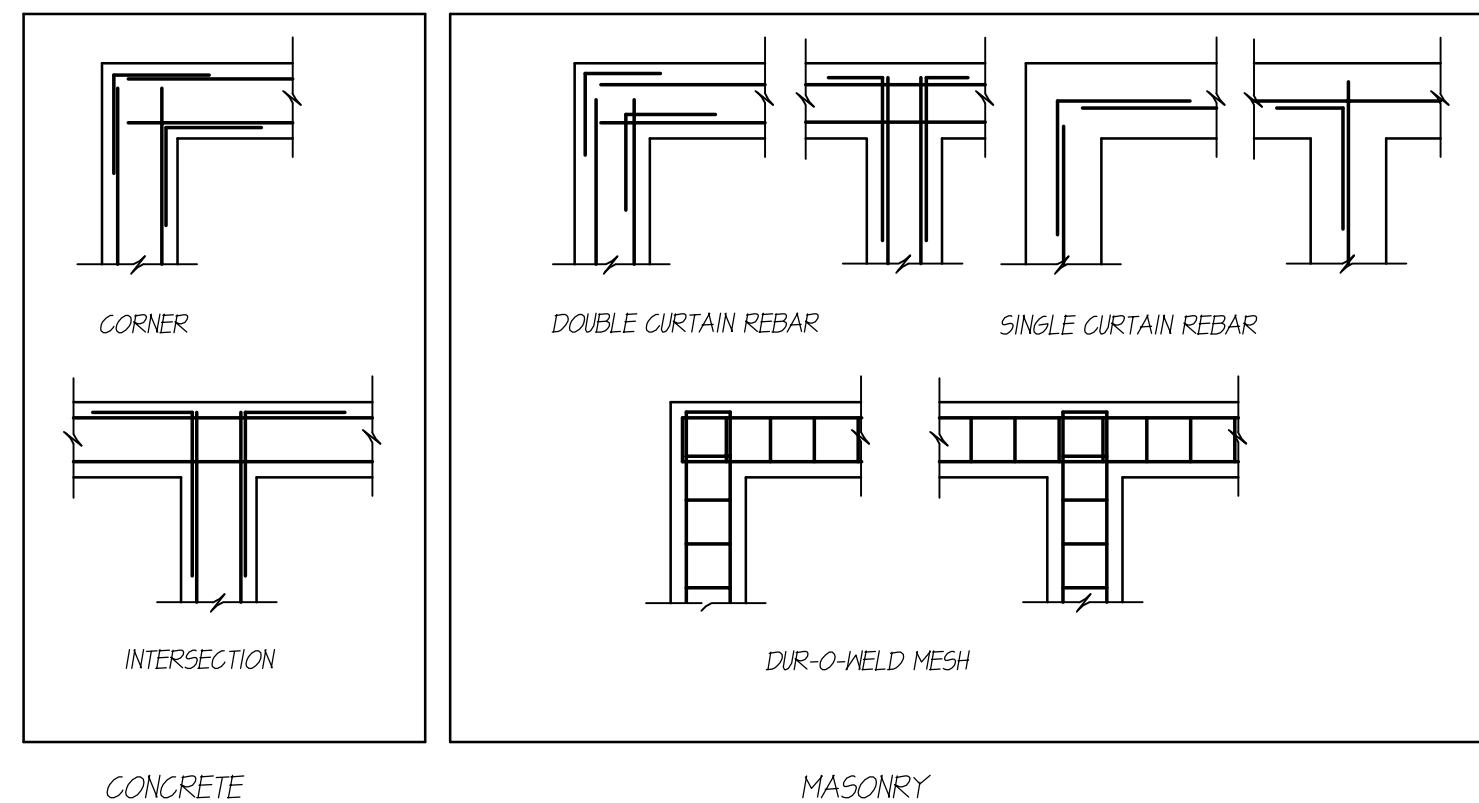 CORNER
INTERSECTION
CONCRETE
DOUBLE CURTAIN REBAR
SINGLE CURTAIN REBAR
DUR-O-WELD MESH
MASONRY